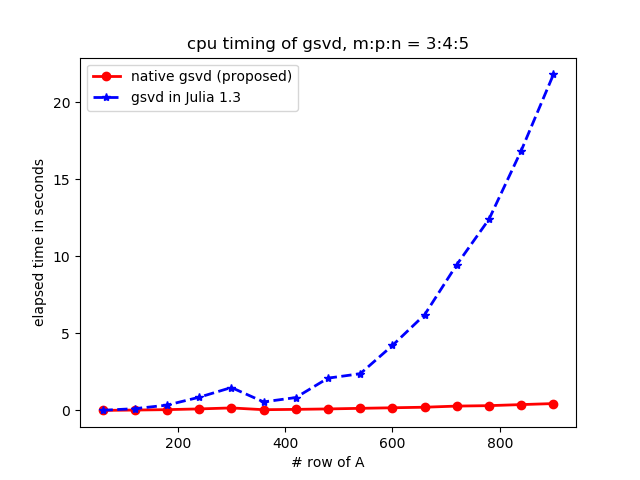 cpu timing of gsvd, m:p:n = 3:4:5
native gsvd (proposed)
gsvd in Julia 1.3
20
15
10
5
0
elapsed time in seconds
200 400 600 800
# row of A